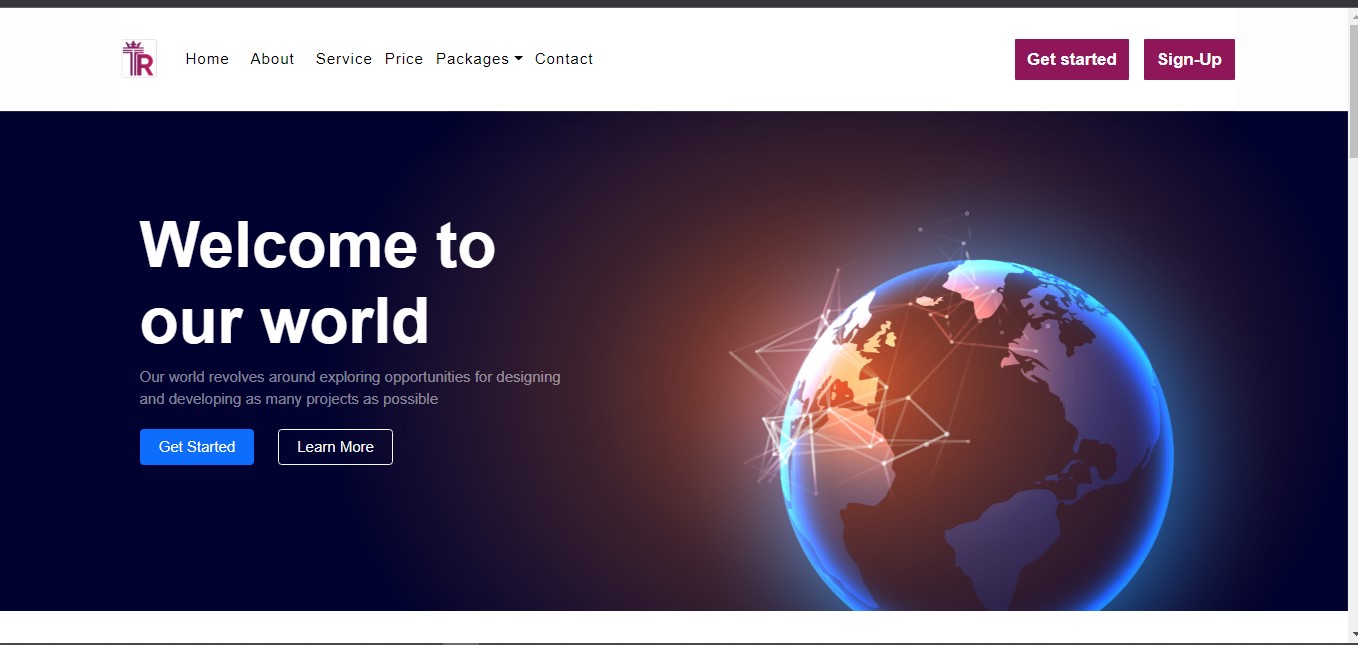 TR
Home About Service Price Packages Contact
Get started Sign-Up
Welcome to
our world
Our world revolves around exploring opportunities for designing
and developing as many projects as possible
Get Started Learn More